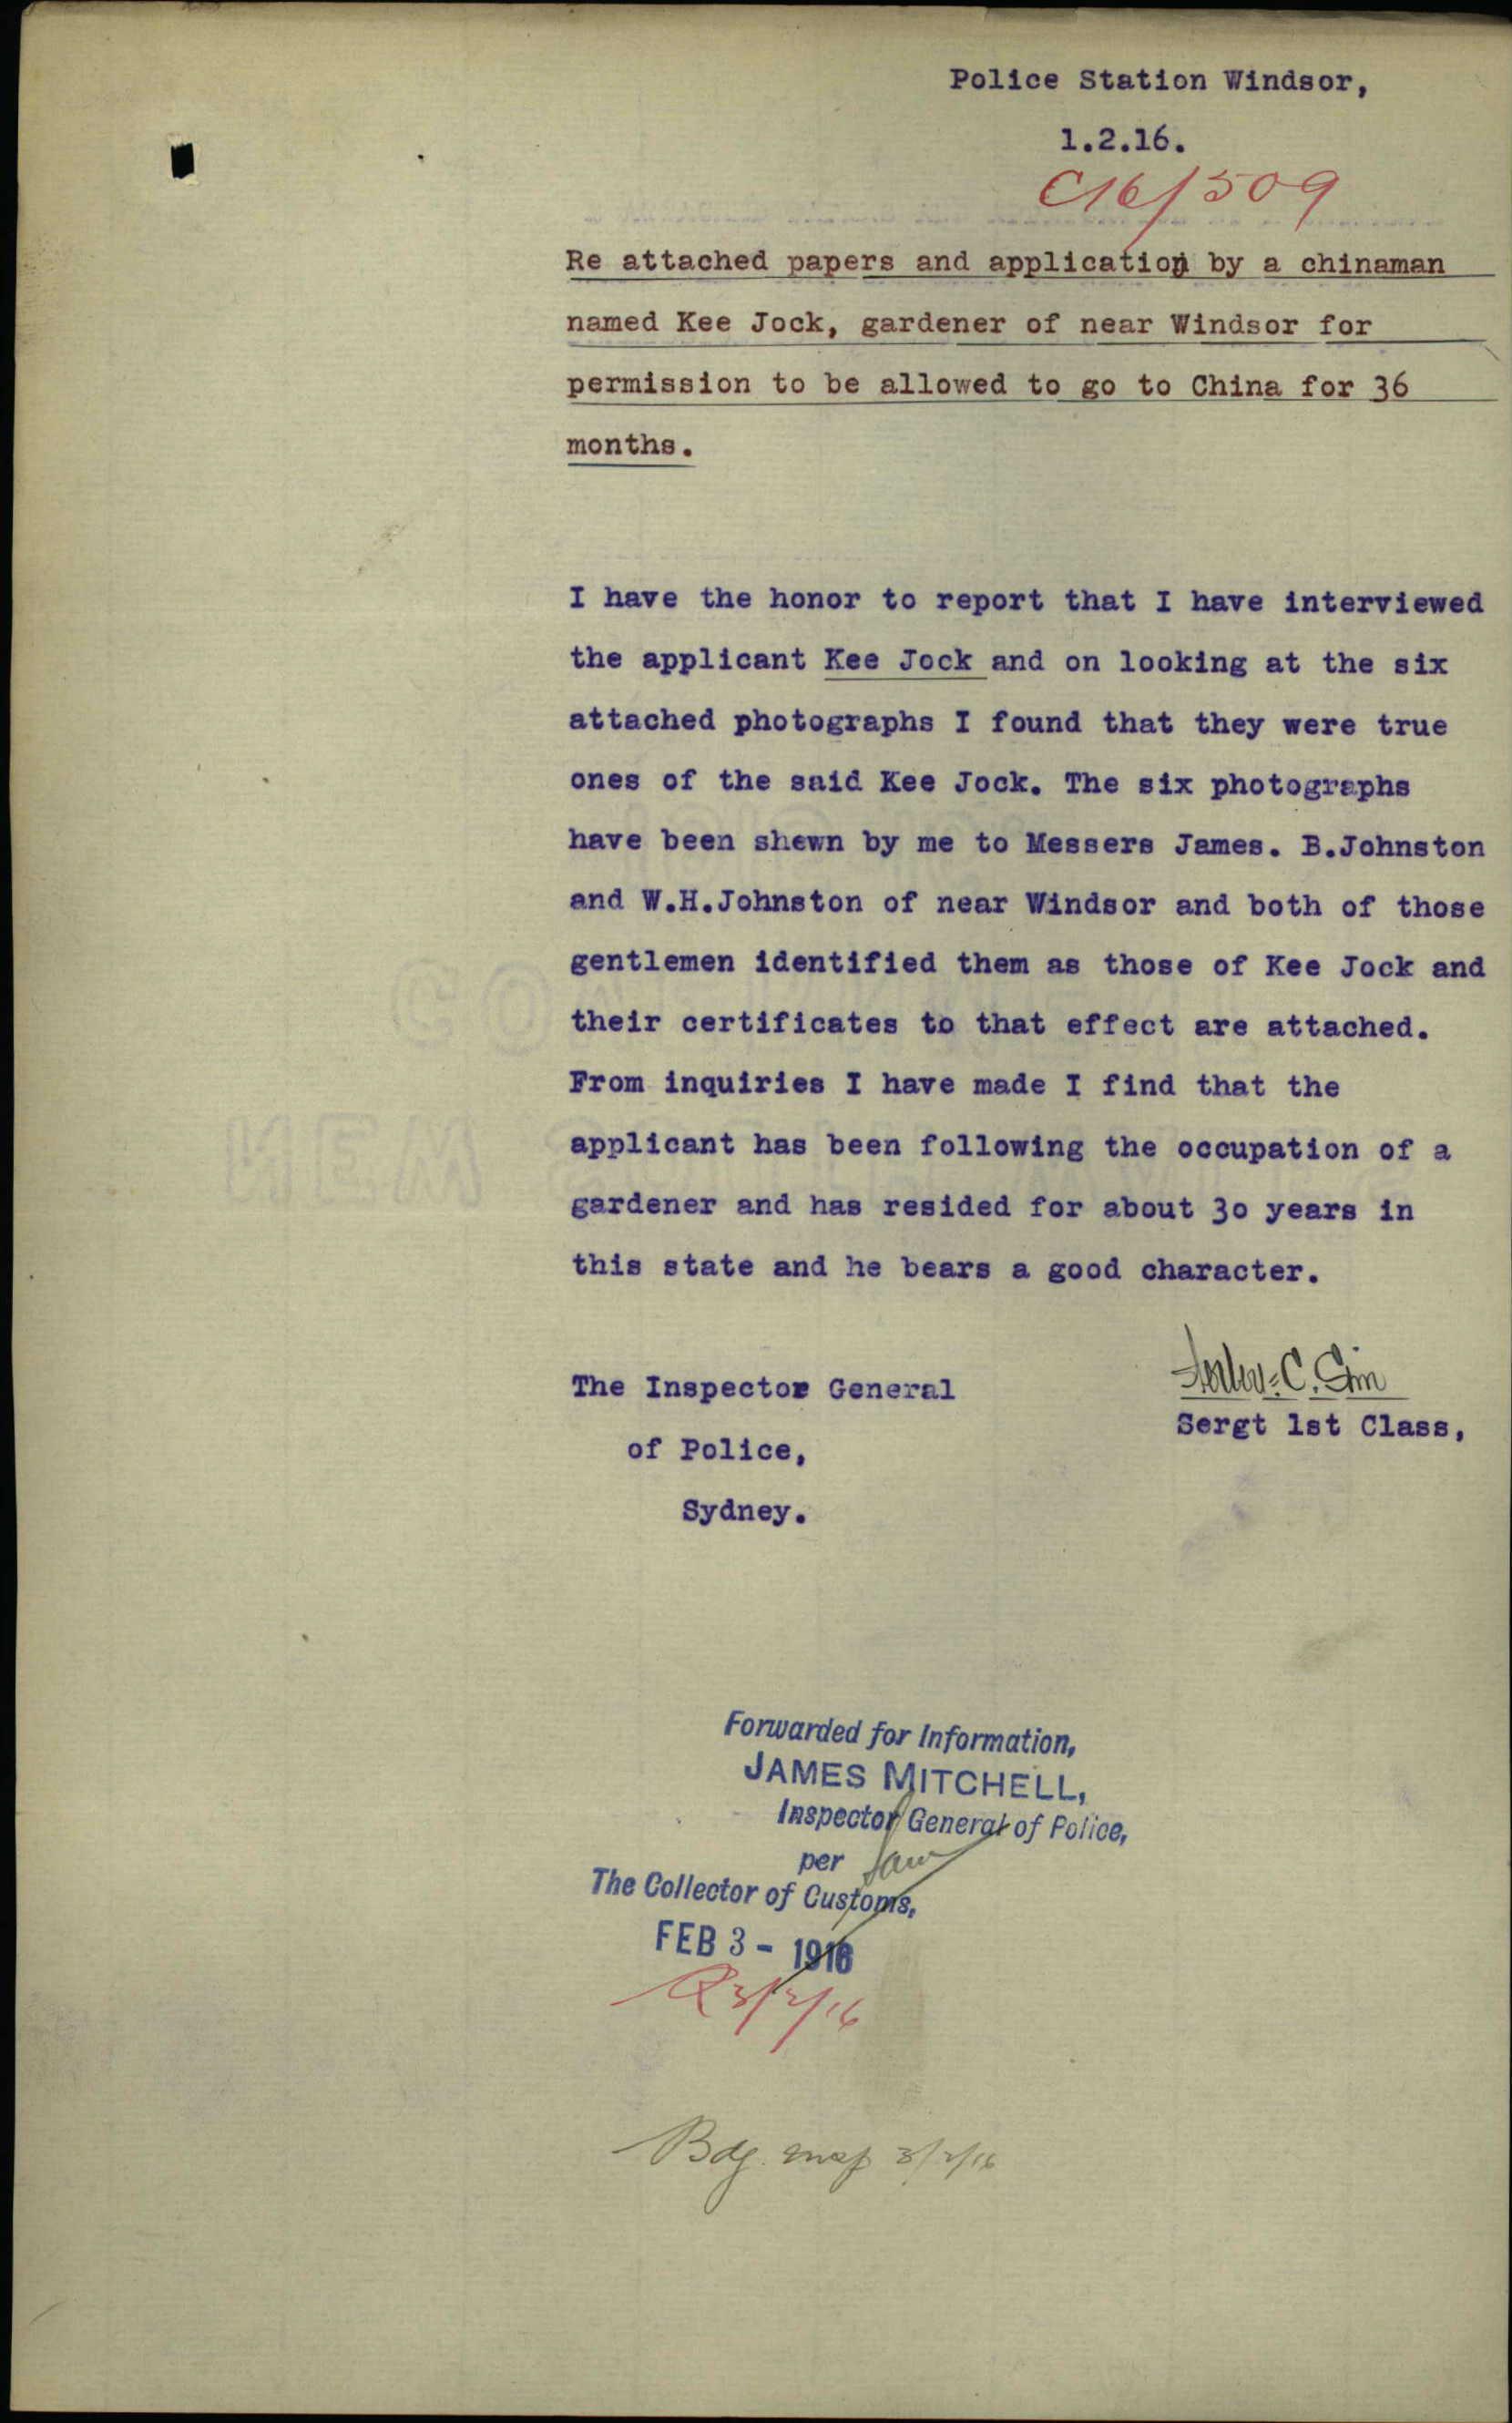 Police Station Windsor,
1.2.16.
C16/509
Re attached papers and application by a chinaman
named Kee Jock, gardener of near Windsor for
permission to be allowed to go to China for 36
months.
I have the honor to report that I have interviewed
the applicant Kee Jock and on looking at the six
attached photographs I found that they were true
ones of the said Kee Jock. The six photographs
have been shewn by me to Messers James. B.Johnston
and W.H.Johnston of near Windsor and both of those
gentlemen identified them as those of Kee Jock and
their certificates to that effect are attached.
From inquiries I have made I find that the
applicant has been following the occupation of a
gardener and has resided for about 30 years in
this state and he bears a good character.
C. Sim
The Inspector General
Sergt 1st Class,
of Police,
Sydney.
Forwarded for Information,
JAMES MITCHELL,
Inspector General of Police,
per
The Collector of Customs,
FEB 3 - 1916
3/2/16
3/2/16